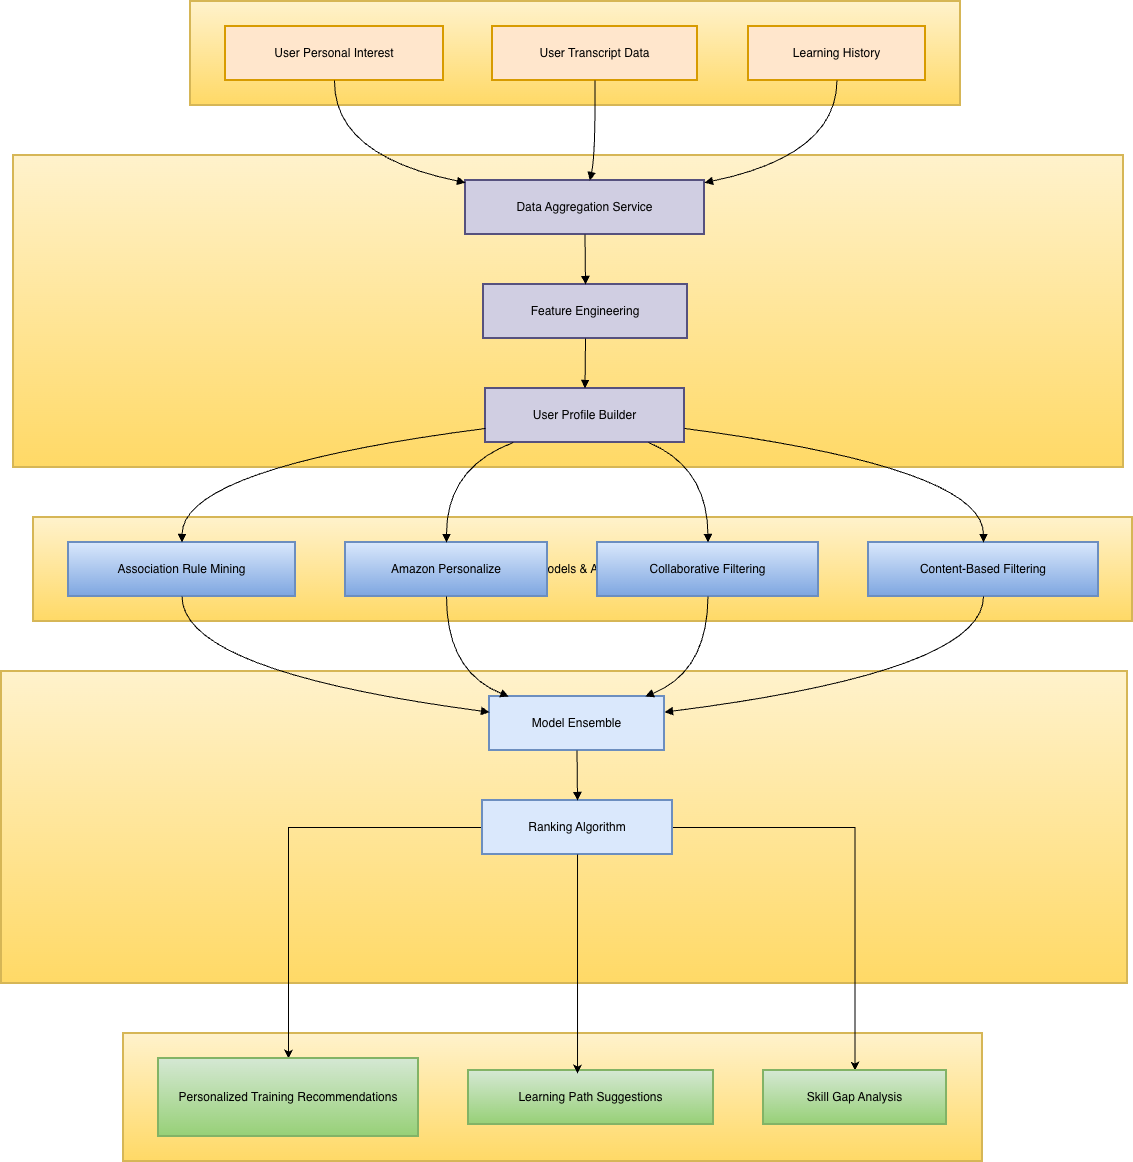 User Personal Interest
User Transcript Data
Learning History
Data Aggregation Service
Feature Engineering
User Profile Builder
Association Rule Mining
Amazon Personalize
odels & A
Collaborative Filtering
Content-Based Filtering
Model Ensemble
Ranking Algorithm
Personalized Training Recommendations
Learning Path Suggestions
Skill Gap Analysis